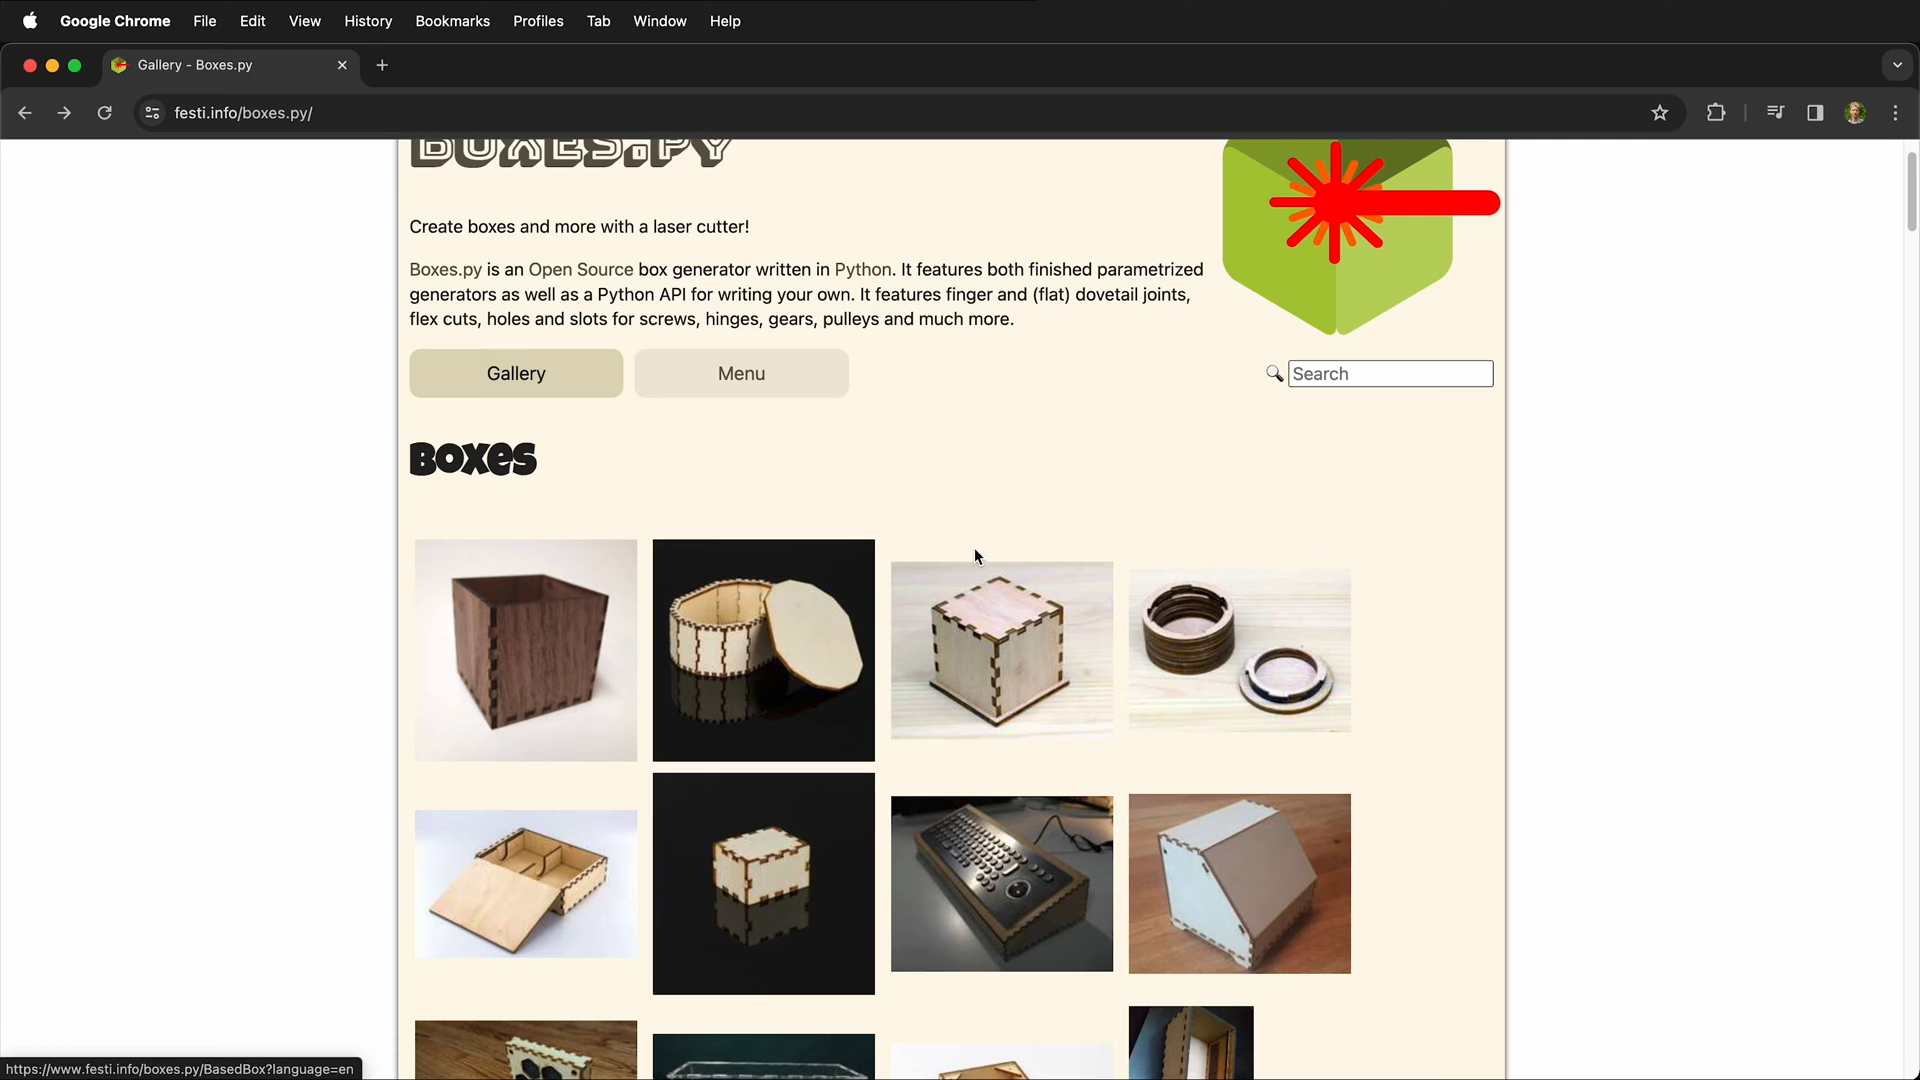 Google Chrome File Edit View History Bookmarks Profiles Tab Window Help
Gallery - Boxes.py
festi.info/boxes.py/
BOXES.PY
Create boxes and more with a laser cutter!
Boxes.py is an Open Source box generator written in Python. It features both finished parametrized
generators as well as a Python API for writing your own. It features finger and (flat) dovetail joints,
flex cuts, holes and slots for screws, hinges, gears, pulleys and much more.
Gallery Menu Search
Boxes
https://www.festi.info/boxes.py/BasedBox?language=en